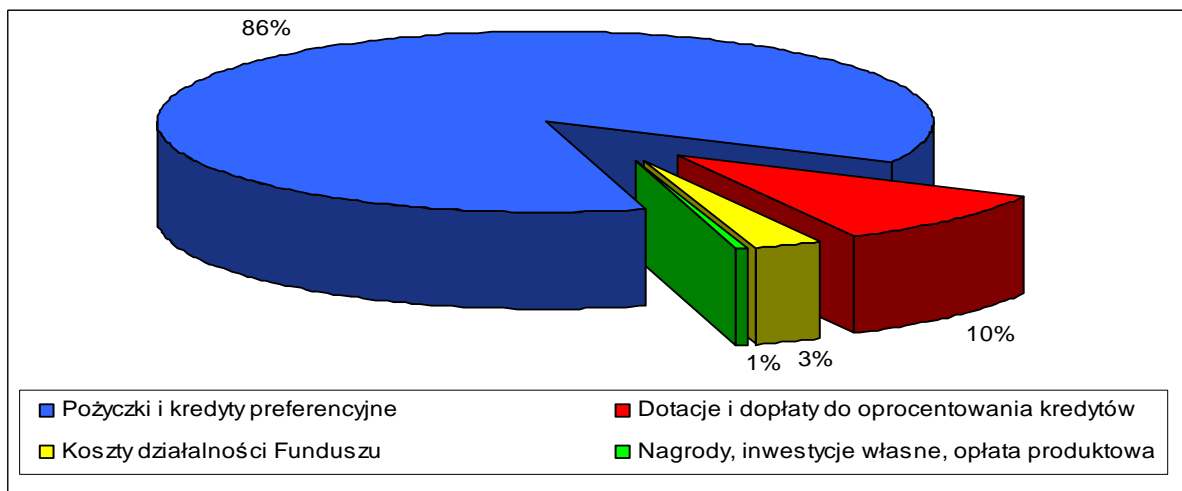 86%
10%
1%
3%
Pożyczki i kredyty preferencyjne
Dotacje i dopłaty do oprocentowania kredytów
Koszty działalności Funduszu
Nagrody, inwestycje własne, opłata produktowa